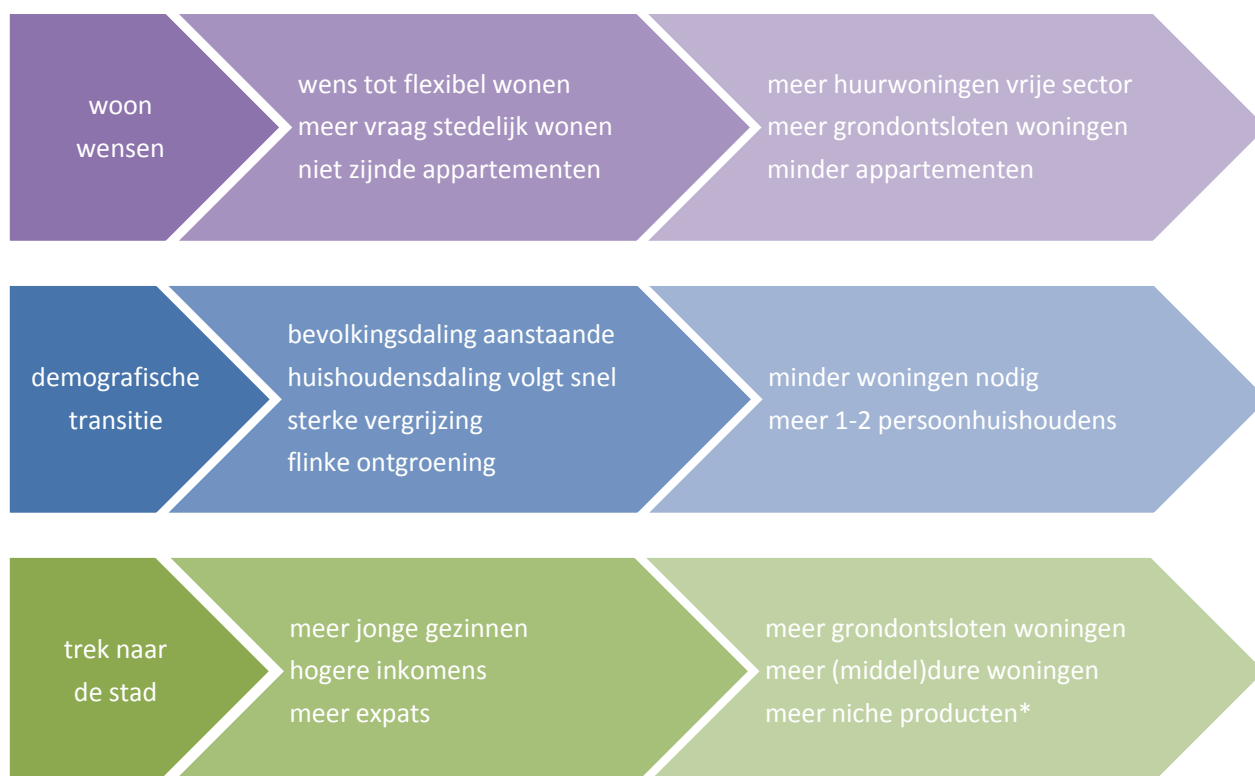 woon
wensen
wens tot flexibel wonen
meer vraag stedelijk wonen
niet zijnde appartementen
meer huurwoningen vrije sector
meer grondontsloten woningen
minder appartementen
demografische
transitie
bevolkingsdaling aanstaande
huishoudensdaling volgt snel
sterke vergrijzing
flinke ontgroening
minder woningen nodig
meer 1-2 persoonhuishoudens
trek naar
de stad
meer jonge gezinnen
hogere inkomens
meer expats
meer grondontsloten woningen
meer (middel)dure woningen
meer niche producten*